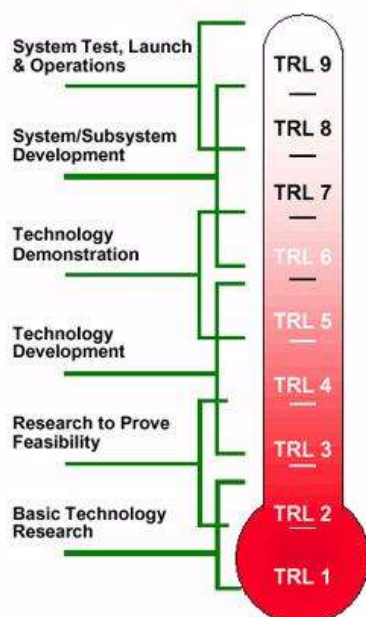 System Test, Launch
& Operations
System/Subsystem
Development
Technology
Demonstration
Technology
Development
Research to Prove
Feasibility
Basic Technology
Research
TRL 9
TRL 8
TRL 7
TRL 6
TRL 5
TRL 4
TRL 3
TRL 2
TRL 1